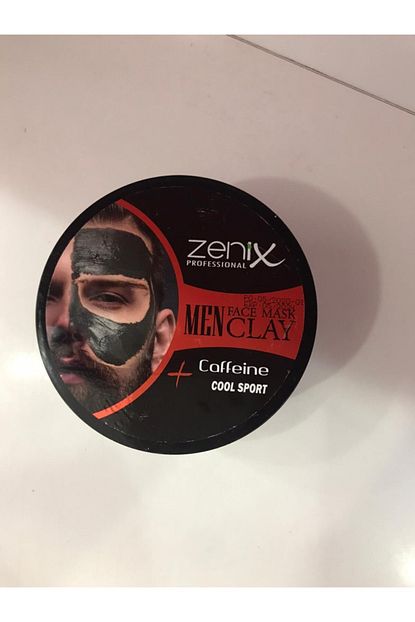 zenix
PROFESSIONAL
MEN FACE MASK
CLAY
+ Caffeine
COOL SPORT